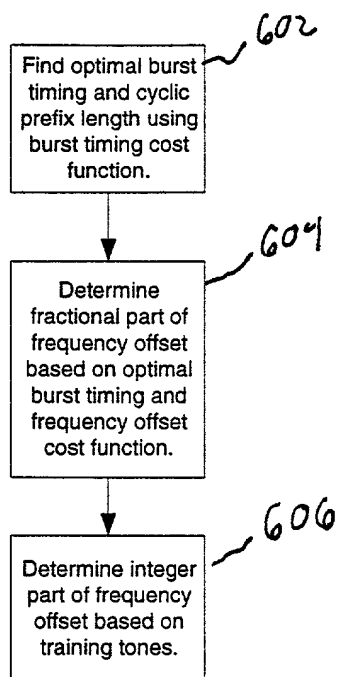 602
Find optimal burst
timing and cyclic
prefix length using
burst timing cost
function.
604
Determine
fractional part of
frequency offset
based on optimal
burst timing and
frequency offset
cost function.
606
Determine integer
part of frequency
offset based on
training tones.